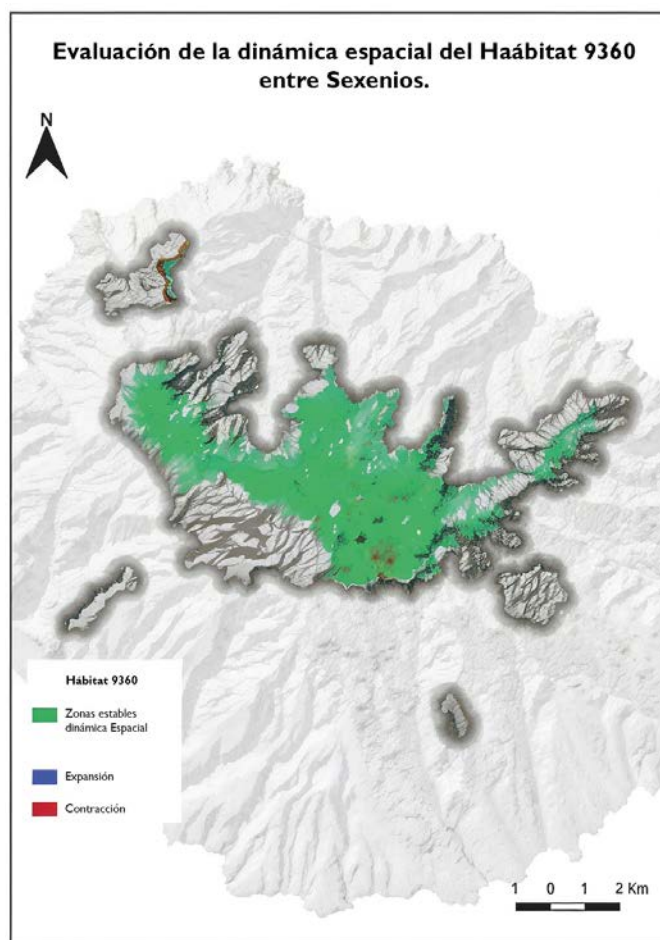 Evaluación de la dinámica espacial del Haábitat 9360
entre Sexenios.
N
Hábitat 9360
Zonas estables
dinámica Espacial
Expansión
Contracción
1 0 1 2 Km